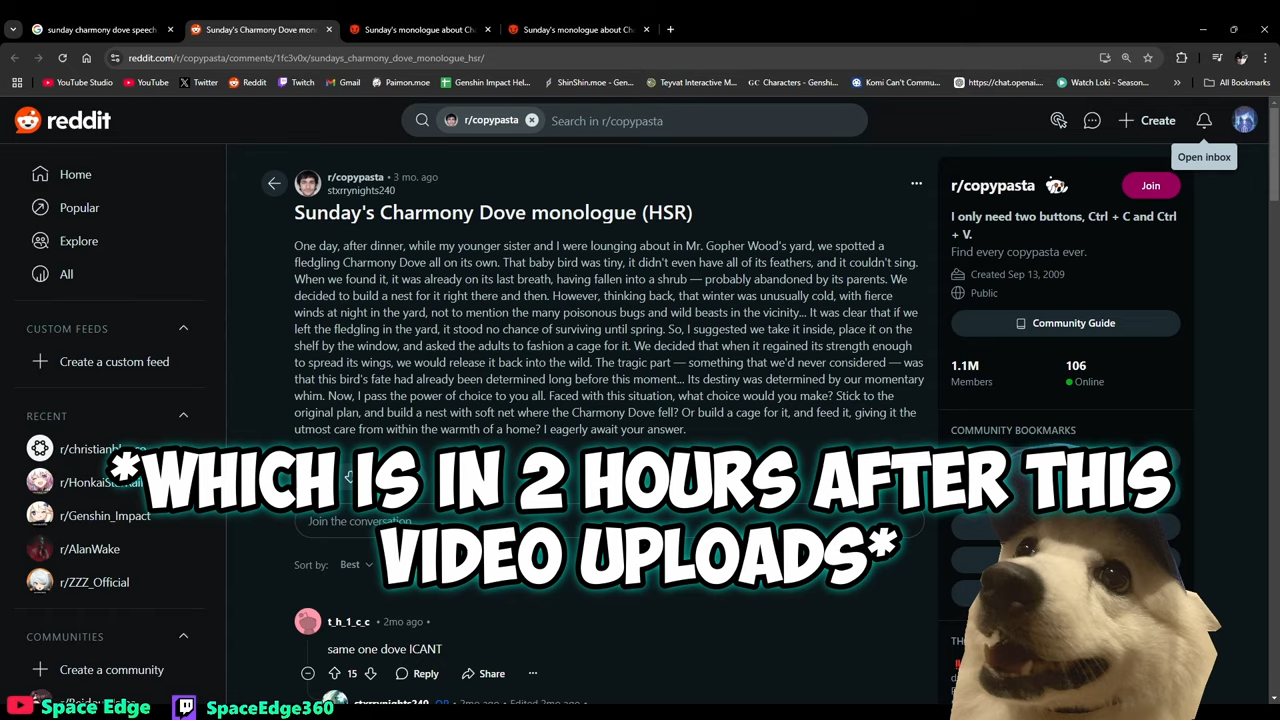 sunday charmony dove speech
Sunday's Charmony Dove mon
Sunday's monologue about Ch
Sunday's monologue about Ch
reddit.com/r/copypasta/comments/1fc3v0x/sundays_charmony_dove_monologue_hsr/
YouTube Studio
YouTube
Twitter
Reddit
Twitch
Gmail
Paimon.moe
Genshin Impact Hel...
ShinShin.moe
Teyvat Interactive M...
GC Characters - Genshi...
Komi Can't Commu...
https://chat.openai....
Watch Loki - Season...
All Bookmarks
reddit
r/copypasta
Search in r/copypasta
Create
Open inbox
Home
Popular
Explore
All
CUSTOM FEEDS
Create a custom feed
RECENT
r/HonkaiStar
r/Genshin_Impact
r/AlanWake
r/ZZZ_Official
COMMUNITIES
Create a community
r/copypasta • 3 mo. ago
stxrrynights240
Sunday's Charmony Dove monologue (HSR)
One day, after dinner, while my younger sister and I were lounging about in Mr. Gopher Wood's yard, we spotted a
fledgling Charmony Dove all on its own. That baby bird was tiny, it didn't even have all of its feathers, and it couldn't sing.
When we found it, it was already on its last breath, having fallen into a shrub — probably abandoned by its parents. We
decided to build a nest for it right there and then. However, thinking back, that winter was unusually cold, with fierce
winds at night in the yard, not to mention the many poisonous bugs and wild beasts in the vicinity... It was clear that if we
left the fledgling in the yard, it stood no chance of surviving until spring. So, I suggested we take it inside, place it on the
shelf by the window, and asked the adults to fashion a cage for it. We decided that when it regained its strength enough
to spread its wings, we would release it back into the wild. The tragic part — something that we'd never considered — was
that this bird's fate had already been determined long before this moment... Its destiny was determined by our momentary
whim. Now, I pass the power of choice to you all. Faced with this situation, what choice would you make? Stick to the
original plan, and build a nest with soft net where the Charmony Dove fell? Or build a cage for it, and feed it, giving it the
utmost care from within the warmth of a home? I eagerly await your answer.
*WHICH IS IN 2 HOURS AFTER THIS
VIDEO UPLOADS*
Join the conversation
Sort by: Best
t_h_1_c_c • 2mo ago •
same one dove ICANT
15
Reply
Share
stxrrynights240 OP • 2mo ago • Edited 2mo ago •
r/copypasta
Join
I only need two buttons, Ctrl + C and Ctrl
+ V.
Find every copypasta ever.
Created Sep 13, 2009
Public
Community Guide
1.1M
106
Members
Online
COMMUNITY BOOKMARKS
Space Edge
SpaceEdge360